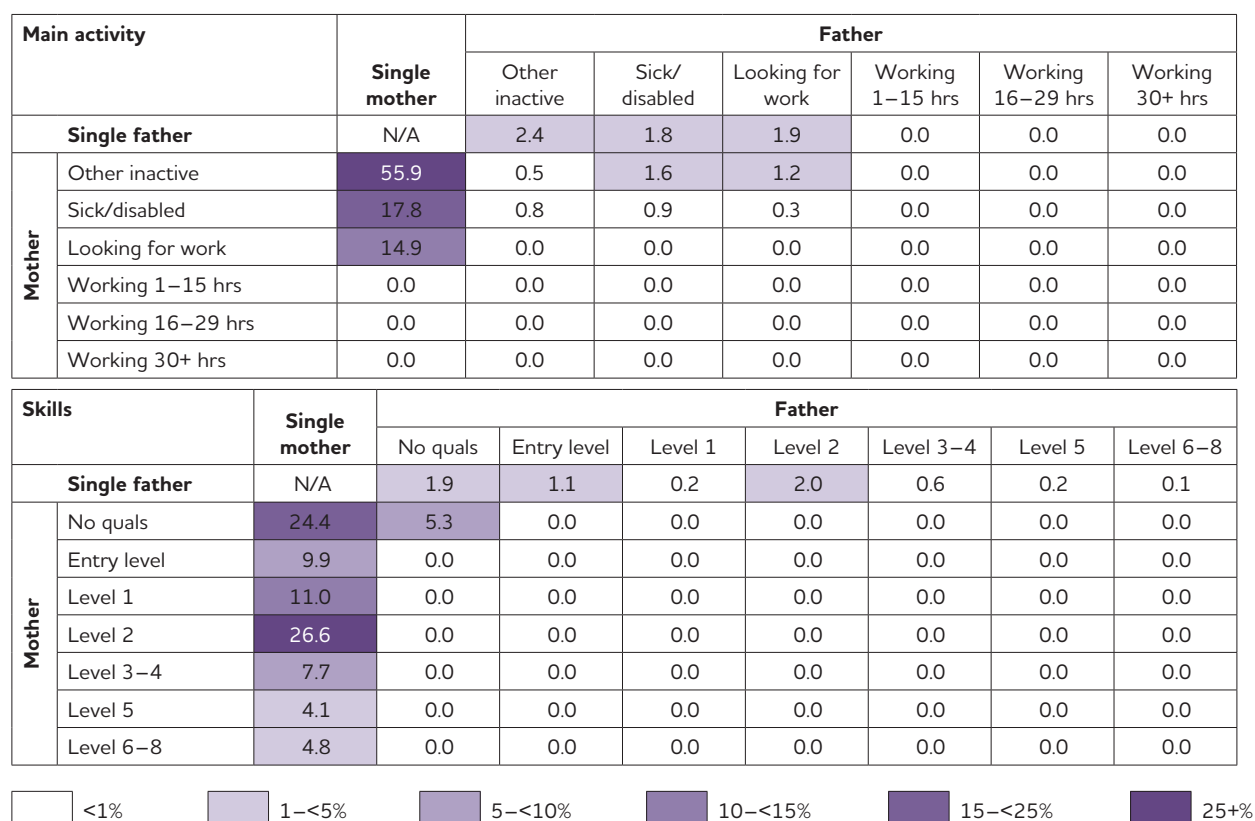 Main activity Single mother Father
Other inactive Sick/disabled Looking for work Working 1–15 hrs Working 16–29 hrs Working 30+ hrs
Single father N/A 2.4 1.8 1.9 0.0 0.0 0.0
Mother
Other inactive 55.9 0.5 1.6 1.2 0.0 0.0 0.0
Sick/disabled 17.8 0.8 0.9 0.3 0.0 0.0 0.0
Looking for work 14.9 0.0 0.0 0.0 0.0 0.0 0.0
Working 1–15 hrs 0.0 0.0 0.0 0.0 0.0 0.0 0.0
Working 16–29 hrs 0.0 0.0 0.0 0.0 0.0 0.0 0.0
Working 30+ hrs 0.0 0.0 0.0 0.0 0.0 0.0 0.0
Skills Single mother Father
No quals Entry level Level 1 Level 2 Level 3–4 Level 5 Level 6–8
Single father N/A 1.9 1.1 0.2 2.0 0.6 0.2 0.1
Mother
No quals 24.4 5.3 0.0 0.0 0.0 0.0 0.0 0.0
Entry level 9.9 0.0 0.0 0.0 0.0 0.0 0.0 0.0
Level 1 11.0 0.0 0.0 0.0 0.0 0.0 0.0 0.0
Level 2 26.6 0.0 0.0 0.0 0.0 0.0 0.0 0.0
Level 3–4 7.7 0.0 0.0 0.0 0.0 0.0 0.0 0.0
Level 5 4.1 0.0 0.0 0.0 0.0 0.0 0.0 0.0
Level 6–8 4.8 0.0 0.0 0.0 0.0 0.0 0.0 0.0
<1% 1–<5% 5–<10% 10–<15% 15–<25% 25+%